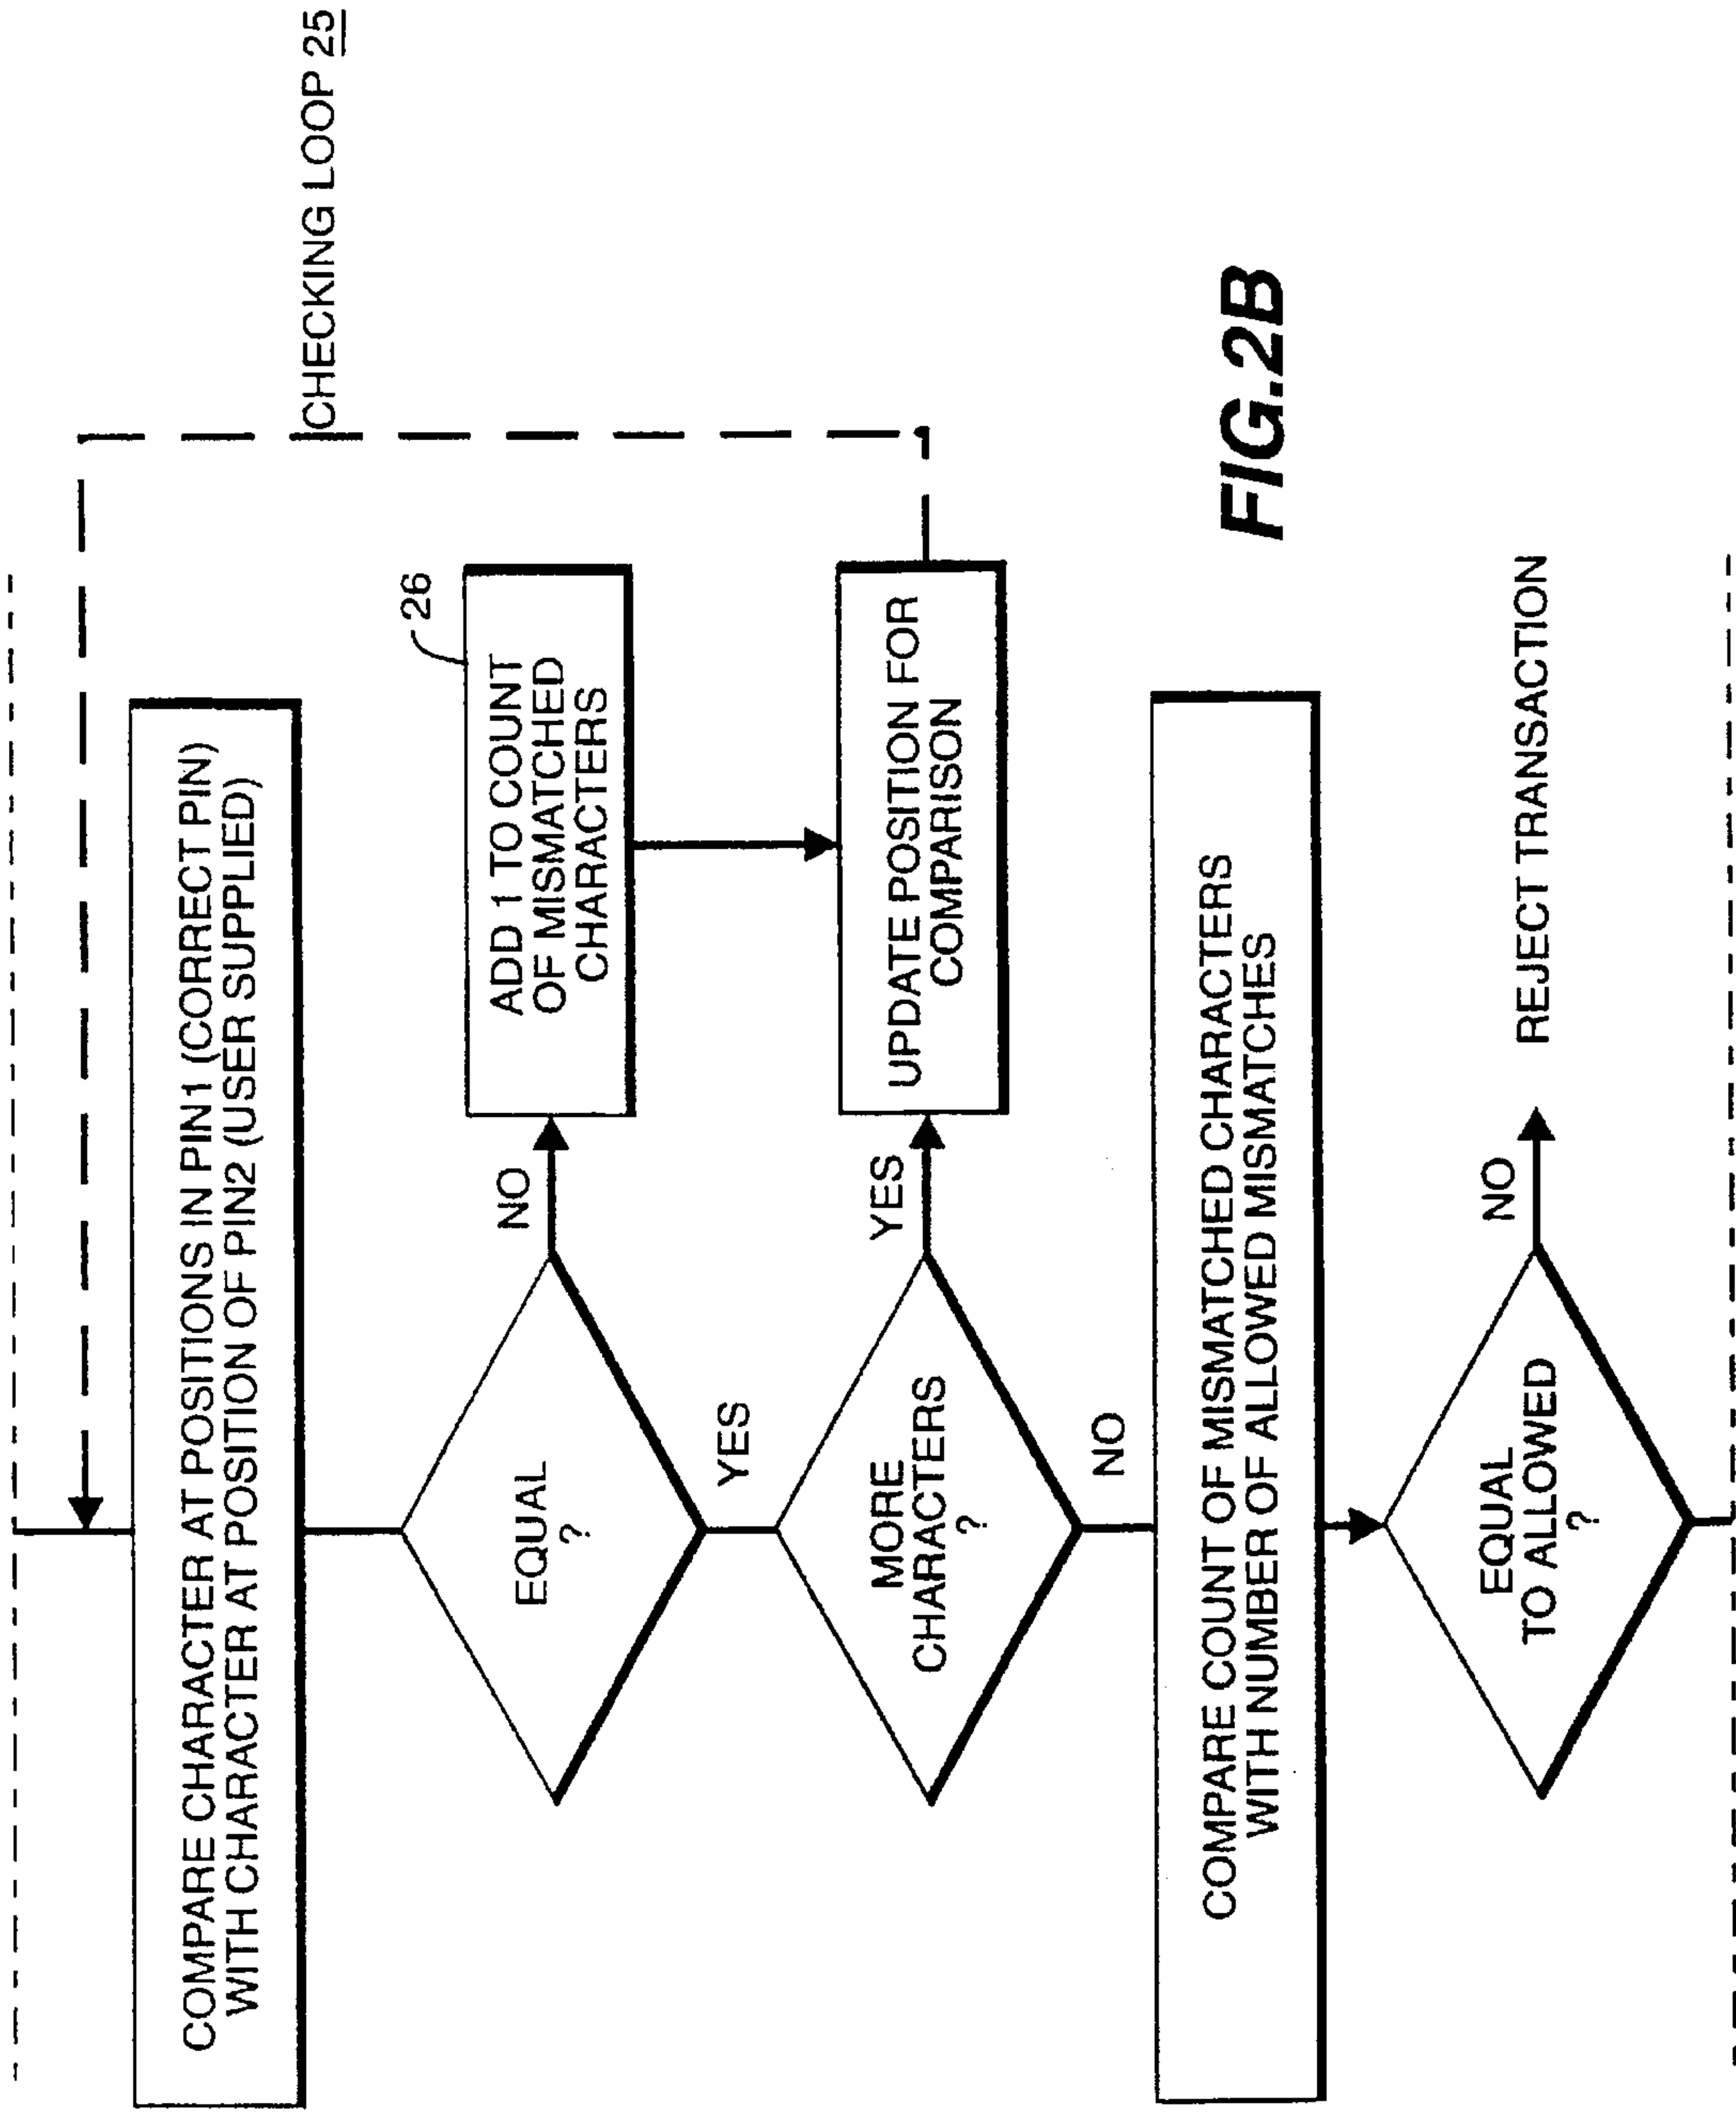 CHECKING LOOP 25
COMPARE CHARACTER AT POSITIONS IN PIN1 (CORRECT PIN)
WITH CHARACTER AT POSITION OF PIN2 (USER SUPPLIED)
EQUAL
?
NO
26
ADD 1 TO COUNT
OF MISMATCHED
CHARACTERS
YES
MORE
CHARACTERS
?
YES
UPDATE POSITION FOR
COMPARISON
NO
COMPARE COUNT OF MISMATCHED CHARACTERS
WITH NUMBER OF ALLOWED MISMATCHES
EQUAL
TO ALLOWED
?
NO
REJECT TRANSACTION
FIG.2B